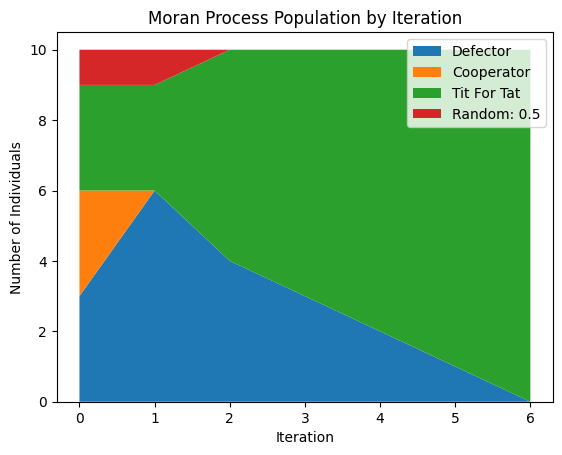 Moran Process Population by Iteration
Number of Individuals
10
8
6
4
2
0
Defector
Cooperator
Tit For Tat
Random: 0.5
0 1 2 3 4 5 6
Iteration